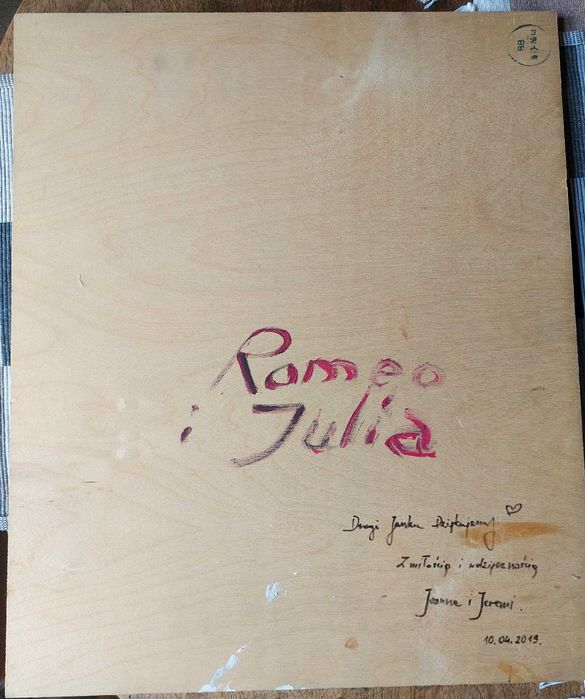 Romeo
i Julia
Drogi Janku Dziękujemy ♡
Z miłością i wdzięcznością
Joanna i Jeremi.
10.04.2019.